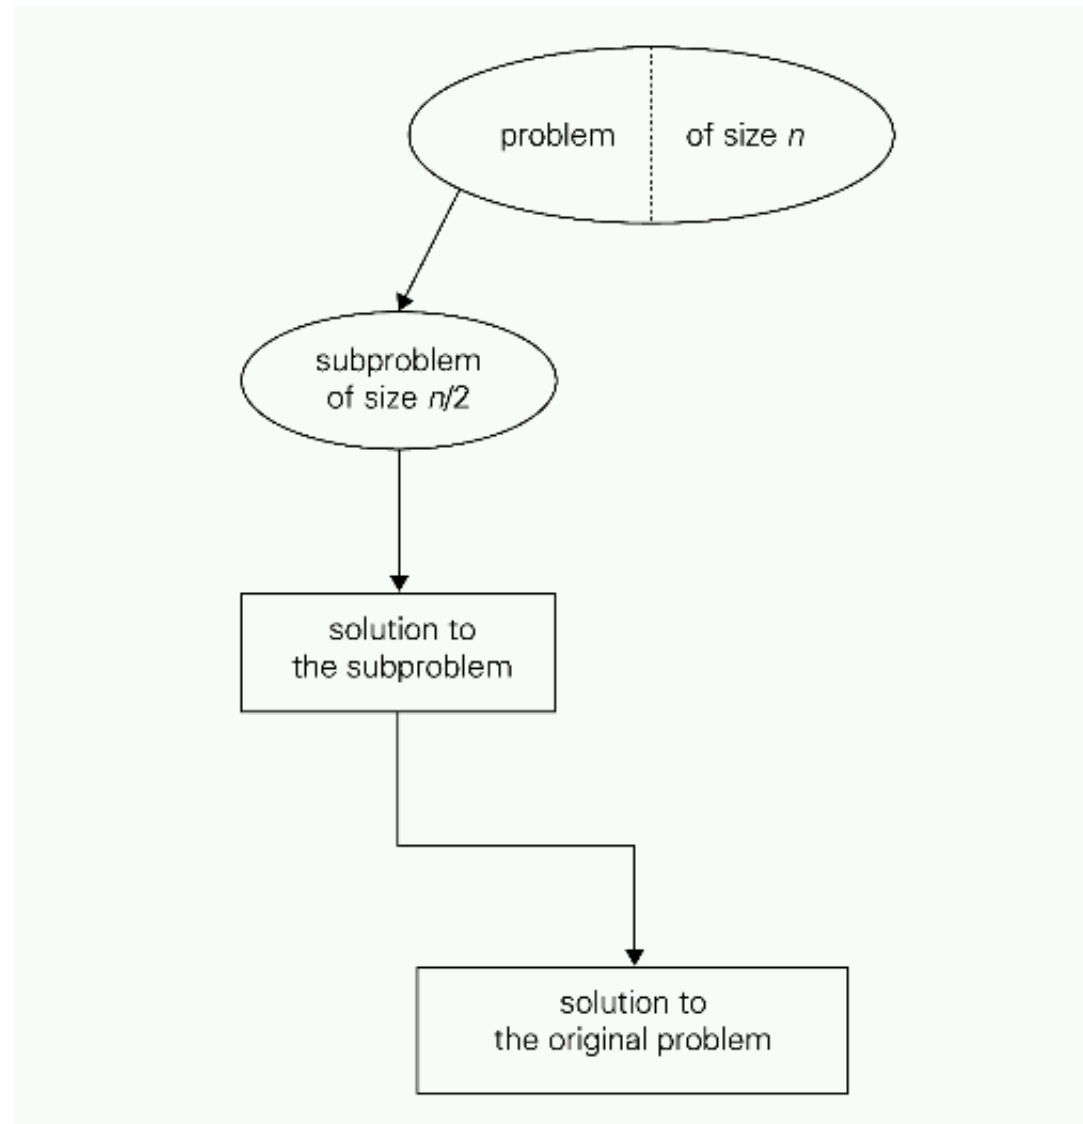 problem of size n
subproblem
of size n/2
solution to
the subproblem
solution to
the original problem